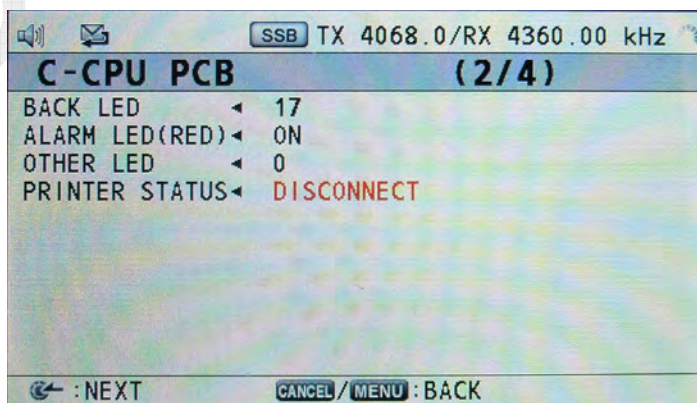 SSB TX 4068.0/RX 4360.00 kHz
C-CPU PCB (2/4)
BACK LED ◄ 17
ALARM LED(RED)◄ ON
OTHER LED ◄ 0
PRINTER STATUS◄ DISCONNECT
:NEXT CANCEL/MENU:BACK